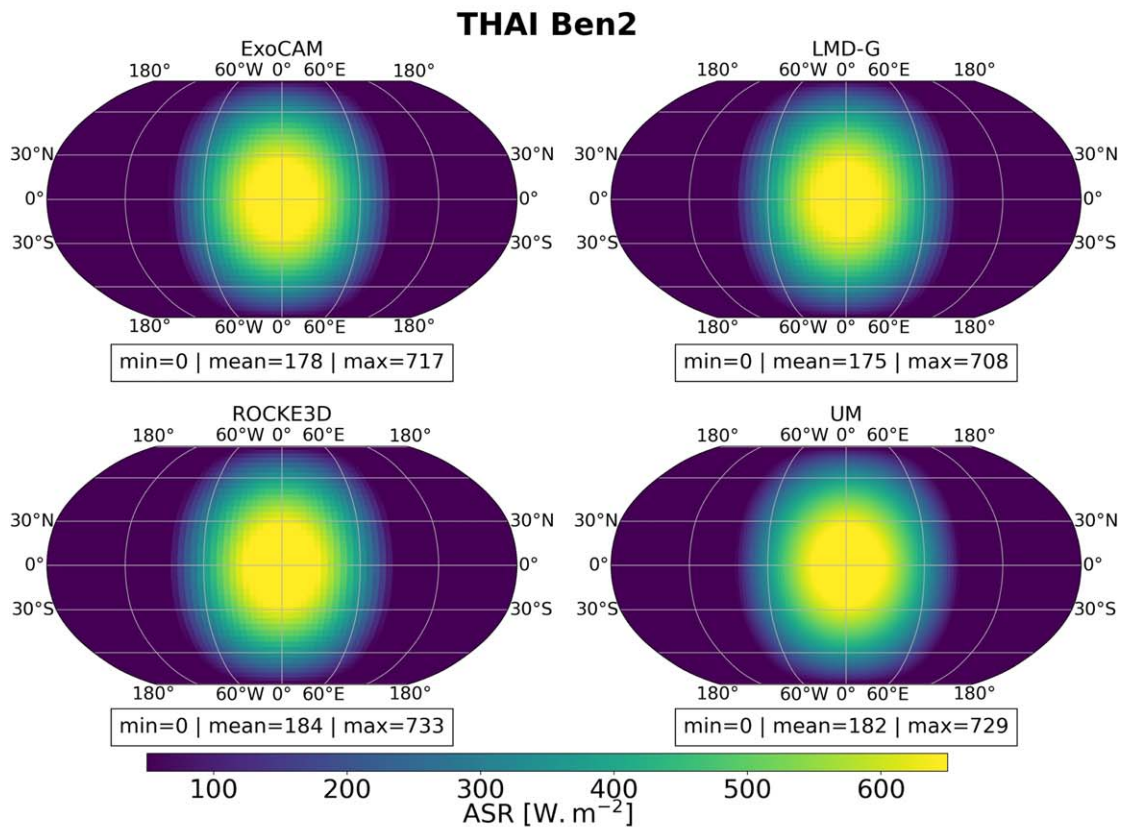 THAI Ben2
ExoCAM LMD-G
180° 60°W 0° 60°E 180° 180° 60°W 0° 60°E 180°
30°N 30°N 30°N 30°N
0° 0° 0° 0°
30°S 30°S 30°S 30°S
180° 60°W 0° 60°E 180° 180° 60°W 0° 60°E 180°
min=0 | mean=178 | max=717 min=0 | mean=175 | max=708
ROCKE3D UM
180° 60°W 0° 60°E 180° 180° 60°W 0° 60°E 180°
30°N 30°N 30°N 30°N
0° 0° 0° 0°
30°S 30°S 30°S 30°S
180° 60°W 0° 60°E 180° 180° 60°W 0° 60°E 180°
min=0 | mean=184 | max=733 min=0 | mean=182 | max=729
100 200 300 400 500 600
ASR [W. m⁻²]